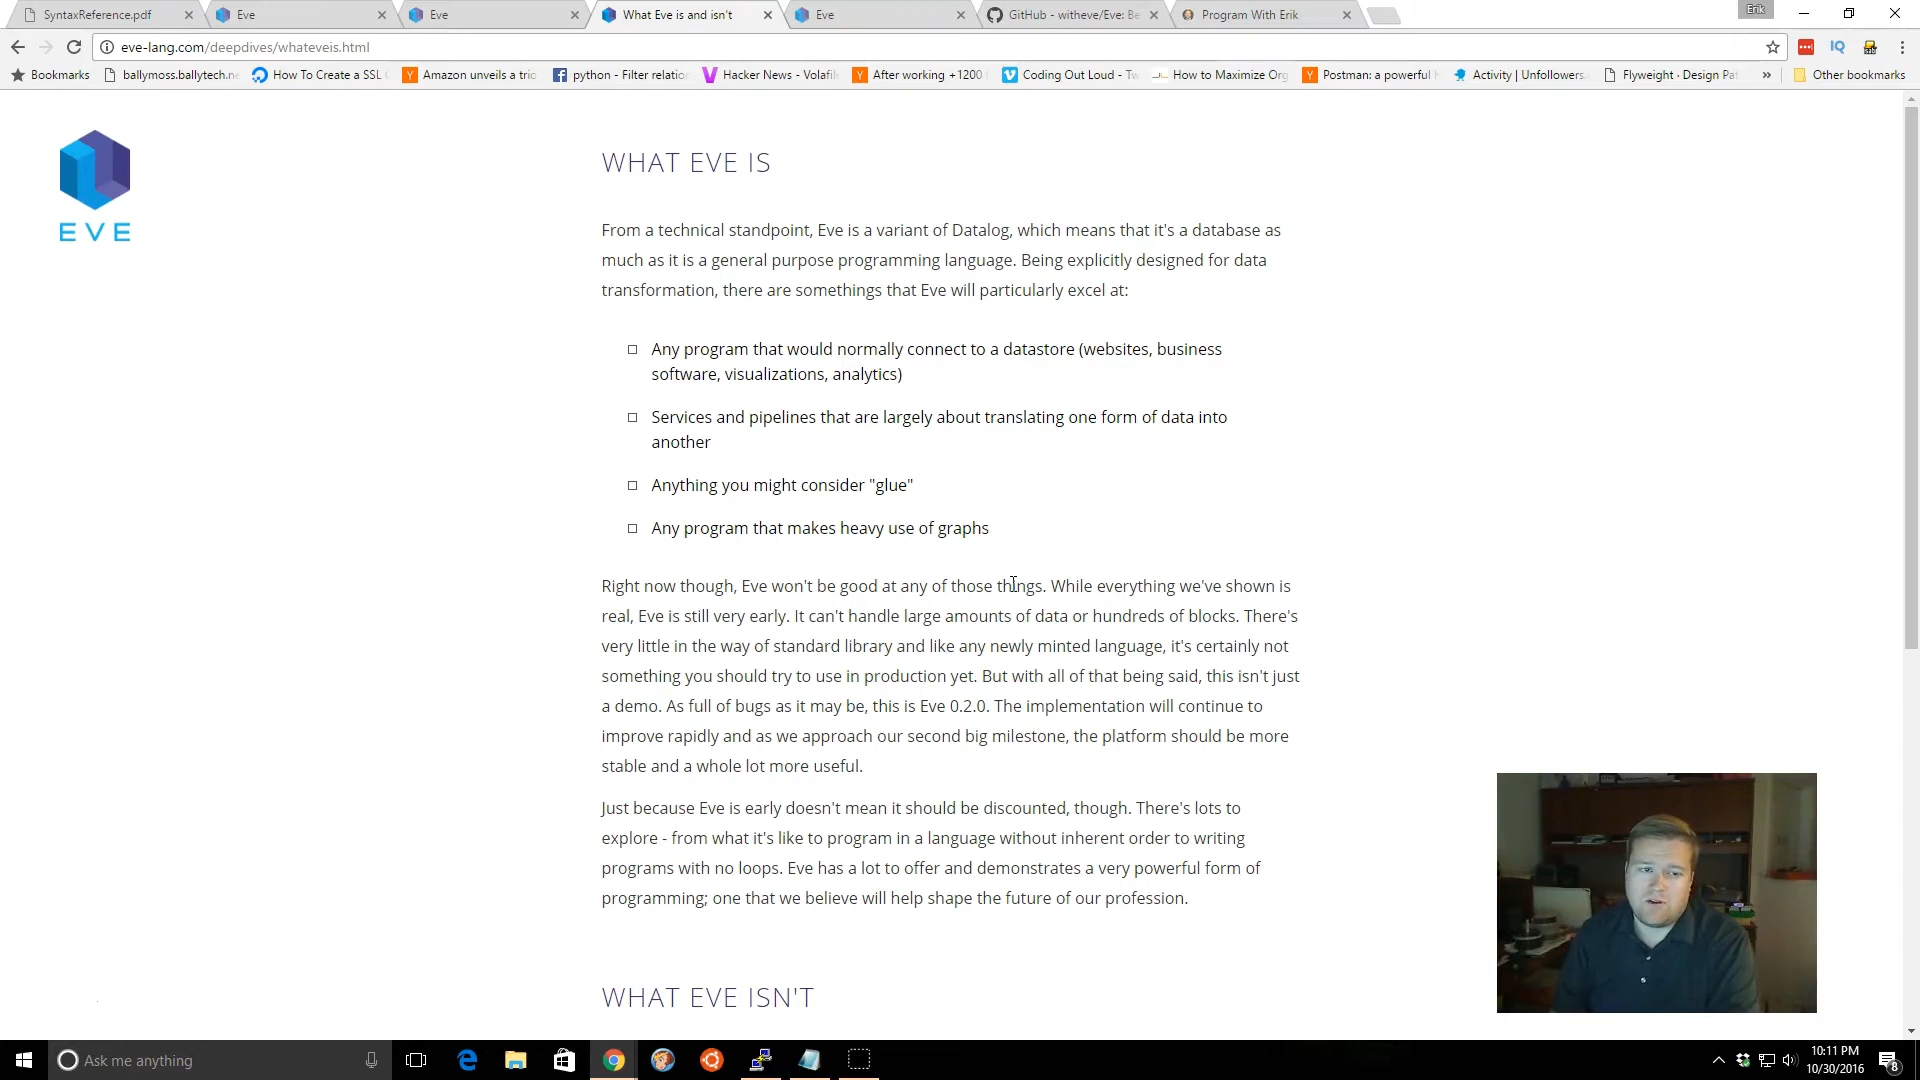 SyntaxReference.pdf
Eve
Eve
What Eve is and isn't
Eve
GitHub - witheve/Eve: Be
Program With Erik
Erik
eve-lang.com/deepdives/whateveis.html
IQ
Bookmarks
ballymoss.ballytech.ne
How To Create a SSL C
Amazon unveils a trio
python - Filter relation
Hacker News - Volafile
After working +1200
Coding Out Loud - Tw
How to Maximize Org
Postman: a powerful H
Activity | Unfollowers.
Flyweight · Design Pat
»
Other bookmarks
EVE
WHAT EVE IS
From a technical standpoint, Eve is a variant of Datalog, which means that it's a database as
much as it is a general purpose programming language. Being explicitly designed for data
transformation, there are somethings that Eve will particularly excel at:
Any program that would normally connect to a datastore (websites, business
software, visualizations, analytics)
Services and pipelines that are largely about translating one form of data into
another
Anything you might consider "glue"
Any program that makes heavy use of graphs
Right now though, Eve won't be good at any of those things. While everything we've shown is
real, Eve is still very early. It can't handle large amounts of data or hundreds of blocks. There's
very little in the way of standard library and like any newly minted language, it's certainly not
something you should try to use in production yet. But with all of that being said, this isn't just
a demo. As full of bugs as it may be, this is Eve 0.2.0. The implementation will continue to
improve rapidly and as we approach our second big milestone, the platform should be more
stable and a whole lot more useful.
Just because Eve is early doesn't mean it should be discounted, though. There's lots to
explore - from what it's like to program in a language without inherent order to writing
programs with no loops. Eve has a lot to offer and demonstrates a very powerful form of
programming; one that we believe will help shape the future of our profession.
WHAT EVE ISN'T
Ask me anything
10:11 PM
10/30/2016
8